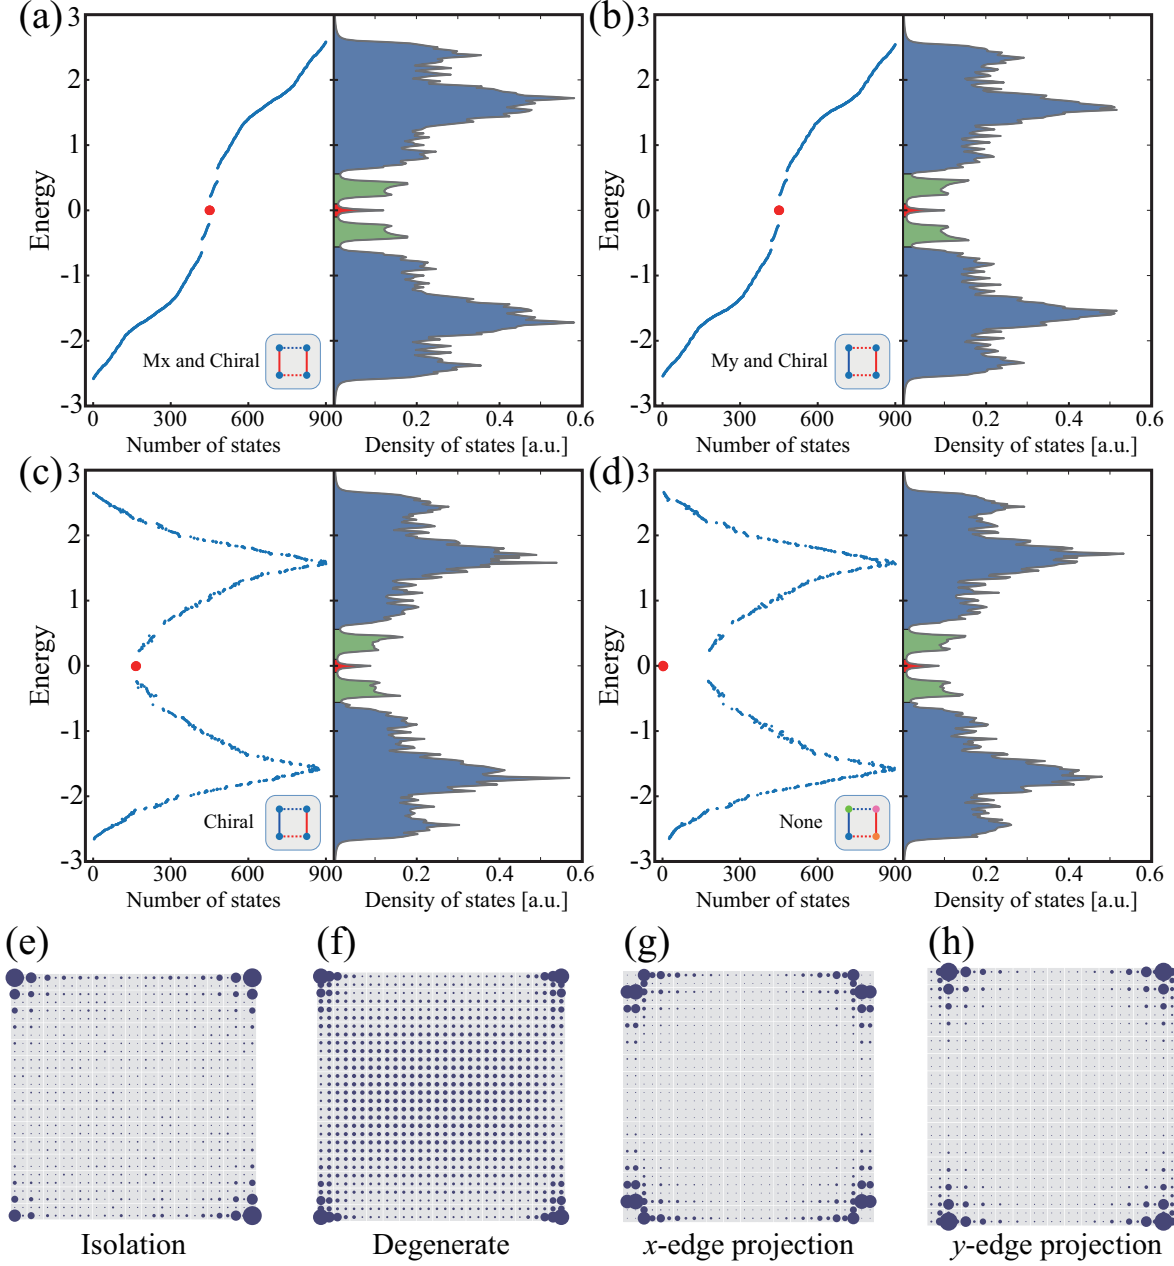 (a)
(b)
3
2
1
0
-1
-2
-3
Energy
Mx and Chiral
0
300
600
900
Number of states
0
0.2
0.4
0.6
Density of states [a.u.]
3
2
1
0
-1
-2
-3
Energy
My and Chiral
0
300
600
900
Number of states
0
0.2
0.4
0.6
Density of states [a.u.]
(c)
(d)
3
2
1
0
-1
-2
-3
Energy
Chiral
0
300
600
900
Number of states
0
0.2
0.4
0.6
Density of states [a.u.]
3
2
1
0
-1
-2
-3
Energy
None
0
300
600
900
Number of states
0
0.2
0.4
0.6
Density of states [a.u.]
(e)
(f)
(g)
(h)
Isolation
Degenerate
x-edge projection
y-edge projection